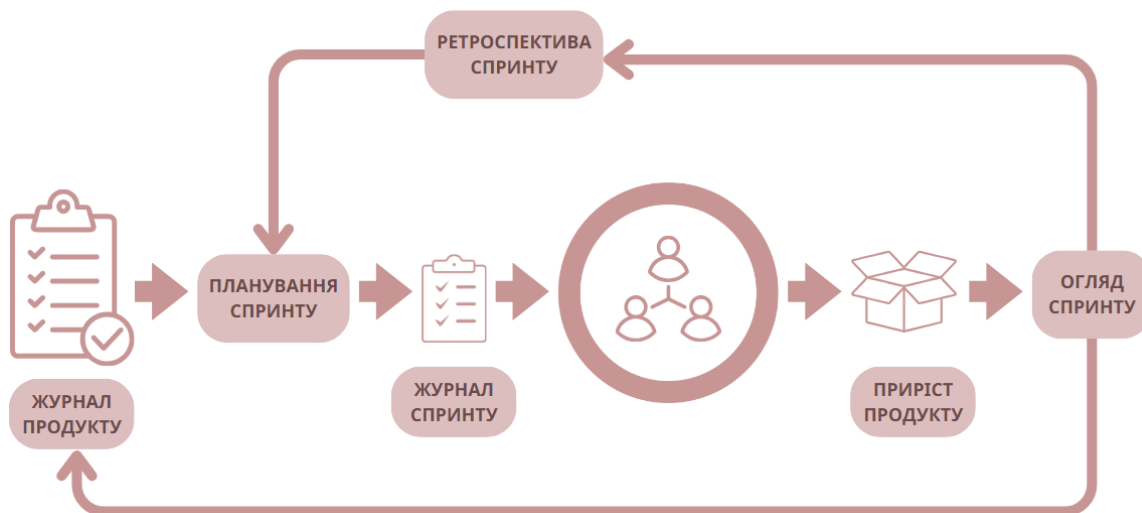 РЕТРОСПЕКТИВА
СПРИНТУ
ПЛАНУВАННЯ
СПРИНТУ
ОГЛЯД
СПРИНТУ
ЖУРНАЛ
ПРОДУКТУ
ЖУРНАЛ
СПРИНТУ
ПРИРІСТ
ПРОДУКТУ